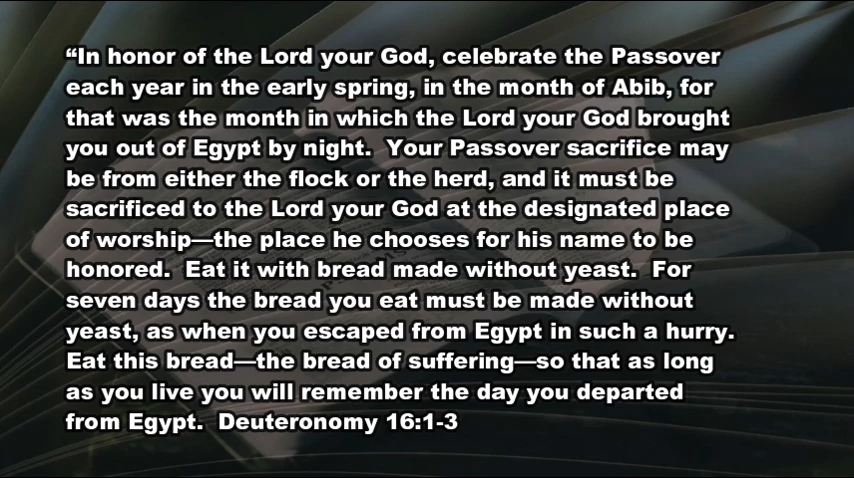 “In honor of the Lord your God, celebrate the Passover
each year in the early spring, in the month of Abib, for
that was the month in which the Lord your God brought
you out of Egypt by night.  Your Passover sacrifice may
be from either the flock or the herd, and it must be
sacrificed to the Lord your God at the designated place
of worship—the place he chooses for his name to be
honored.  Eat it with bread made without yeast.  For
seven days the bread you eat must be made without
yeast, as when you escaped from Egypt in such a hurry.
Eat this bread—the bread of suffering—so that as long
as you live you will remember the day you departed
from Egypt.  Deuteronomy 16:1-3